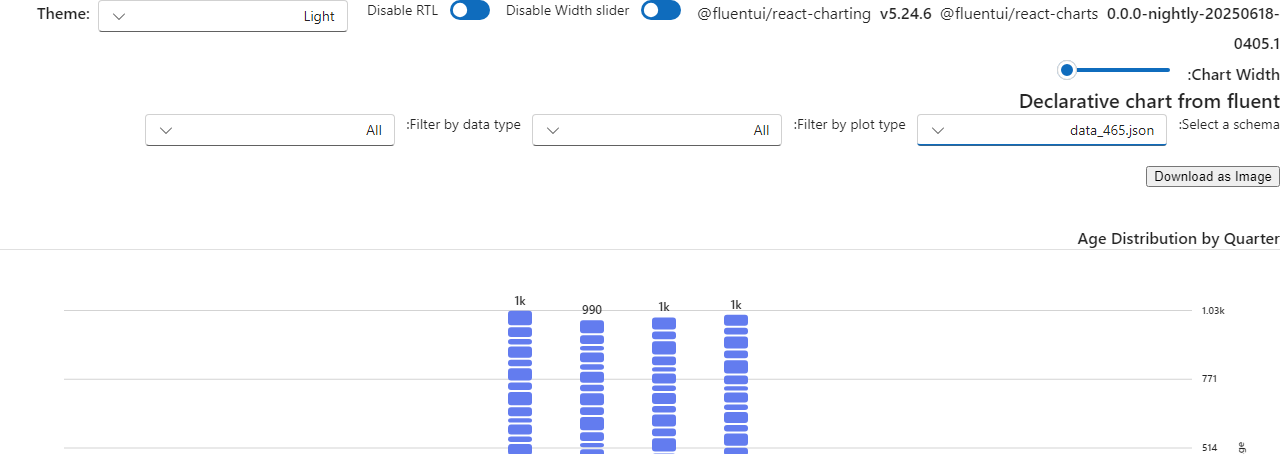 Theme: Light Disable RTL Disable Width slider @fluentui/react-charting v5.24.6 @fluentui/react-charts 0.0.0-nightly-20250618-
0405.1
:Chart Width
Declarative chart from fluent
:Select a schema data_465.json :Filter by plot type All :Filter by data type All
Download as Image
Age Distribution by Quarter
1k 990 1k 1k
1.03k
771
514